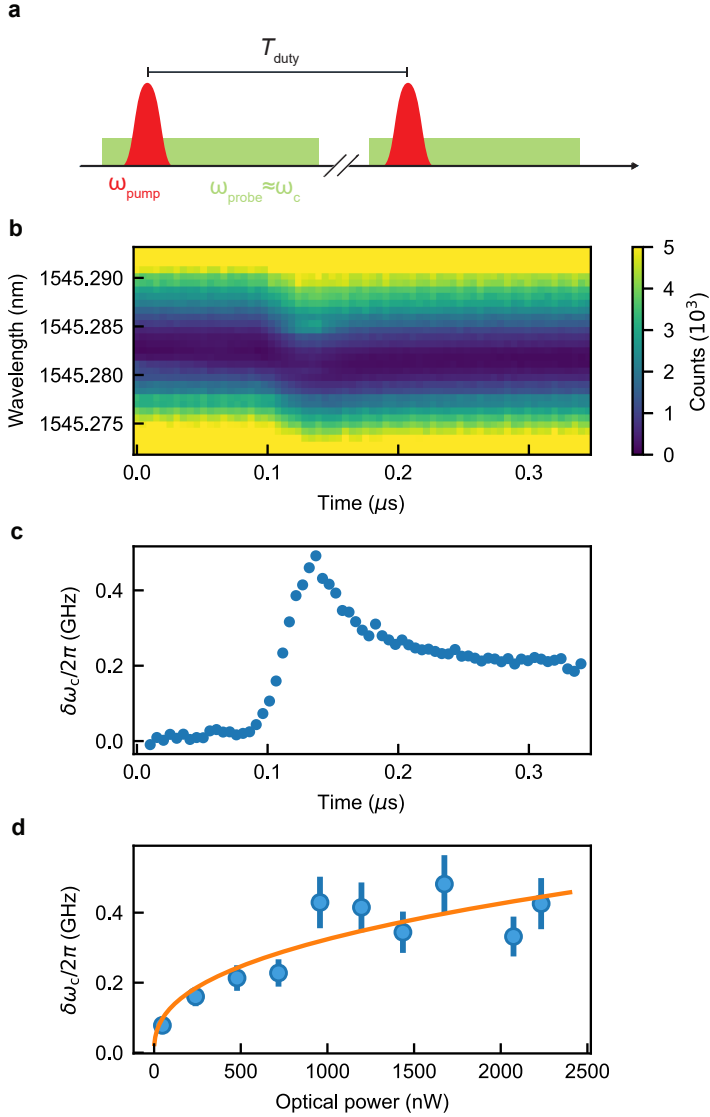 a
T_duty
ω_pump
ω_probe≈ω_c
b
Wavelength (nm)
1545.290
1545.285
1545.280
1545.275
0.0 0.1 0.2 0.3
Time (μs)
5
4
3
2
1
0
Counts (10³)
c
δω_c/2π (GHz)
0.4
0.2
0.0
0.0 0.1 0.2 0.3
Time (μs)
d
δω_c/2π (GHz)
0.4
0.2
0.0
0 500 1000 1500 2000 2500
Optical power (nW)